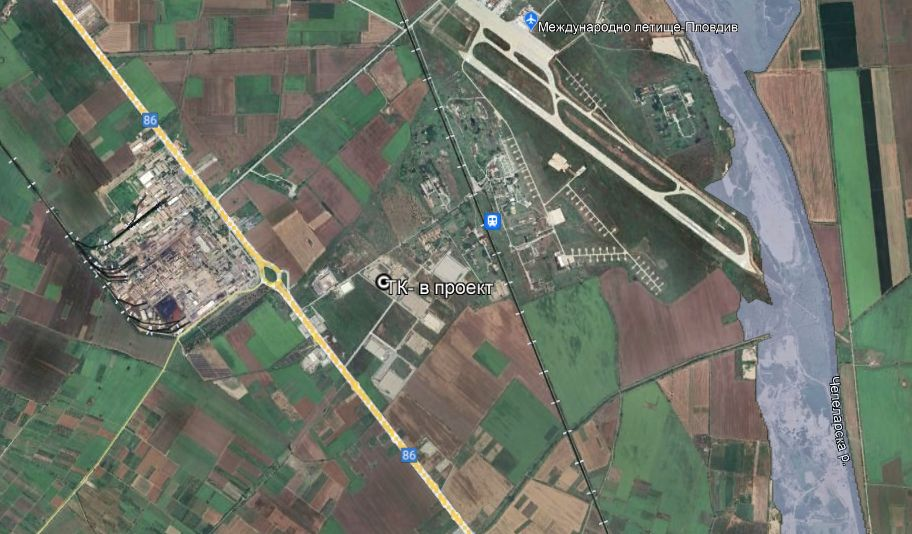 Международно летище-Пловдив
86
ТК- в проект
Чепеларска р.
86